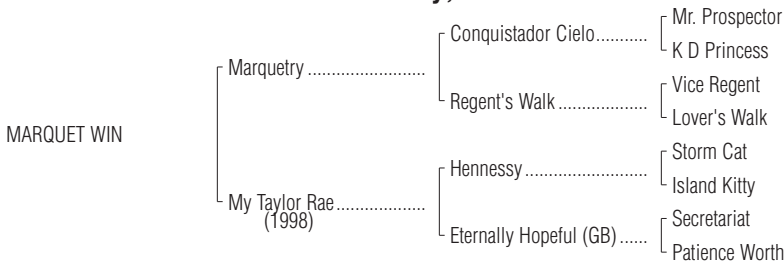 Mr. Prospector
Conquistador Cielo...........
K D Princess
Marquetry .........................
Vice Regent
Regent's Walk ...................
Lover's Walk
MARQUET WIN
Storm Cat
Hennessy..........................
Island Kitty
My Taylor Rae...................
(1998)
Secretariat
Eternally Hopeful (GB)......
Patience Worth